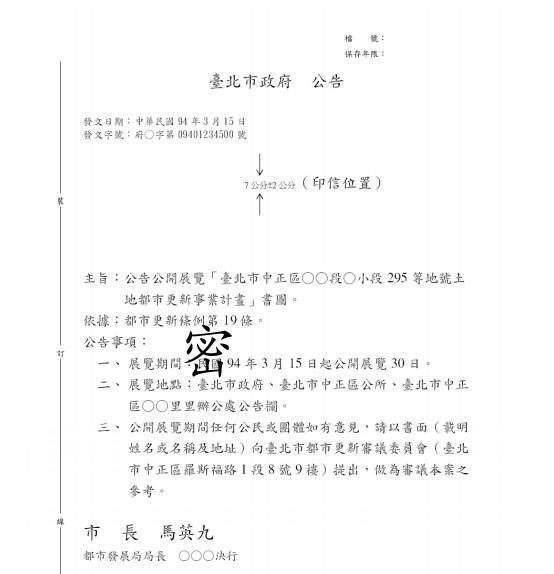 檔　　號：
保存年限：
臺北市政府　公告
發文日期：中華民國 94 年 3 月 15 日
發文字號：府○字第 09401234500 號
7 公分±2 公分（印信位置）
裝
主旨：公告公開展覽「臺北市中正區○○段○小段 295 等地號土
地都市更新事業計畫」書圖。
依據：都市更新條例第 19 條。
公告事項：
密
訂
一、展覽期間：民國 94 年 3 月 15 日起公開展覽 30 日。
二、展覽地點：臺北市政府、臺北市中正區公所、臺北市中正
區○○里里辦公處公告欄。
三、公開展覽期間任何公民或團體如有意見，請以書面（載明
姓名或名稱及地址）向臺北市都市更新審議委員會（臺北
市中正區羅斯福路 1 段 8 號 9 樓）提出，做為審議本案之
參考。
線
市　長　馬英九
都市發展局局長　○○○決行